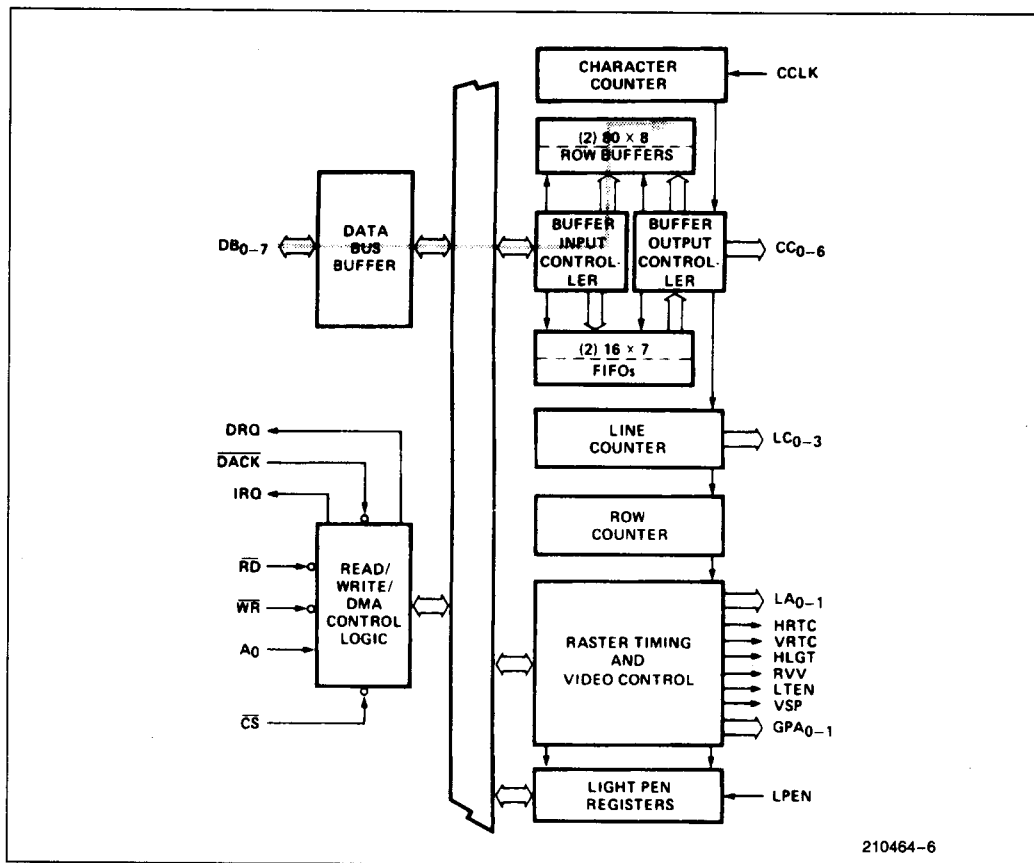 CHARACTER
COUNTER
CCLK
(2) 80 × 8
ROW BUFFERS
DATA
BUS
BUFFER
DB0–7
BUFFER
INPUT
CONTROL-
LER
BUFFER
OUTPUT
CONTROL-
LER
CC0–6
(2) 16 × 7
FIFOs
LINE
COUNTER
LC0–3
ROW
COUNTER
DRQ
DACK
IRQ
RD
WR
A0
CS
READ/
WRITE/
DMA
CONTROL
LOGIC
RASTER TIMING
AND
VIDEO CONTROL
LA0–1
HRTC
VRTC
HLGT
RVV
LTEN
VSP
GPA0–1
LIGHT PEN
REGISTERS
LPEN
210464–6